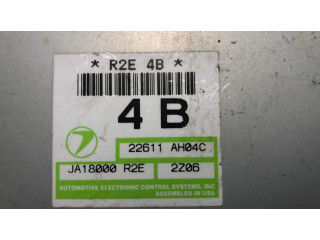 * R2E 4B *
4 B
22611 AH04C
JA18000 R2E 2Z06
AUTOMOTIVE ELECTRONIC CONTROL SYSTEMS, INC
ASSEMBLED IN USA